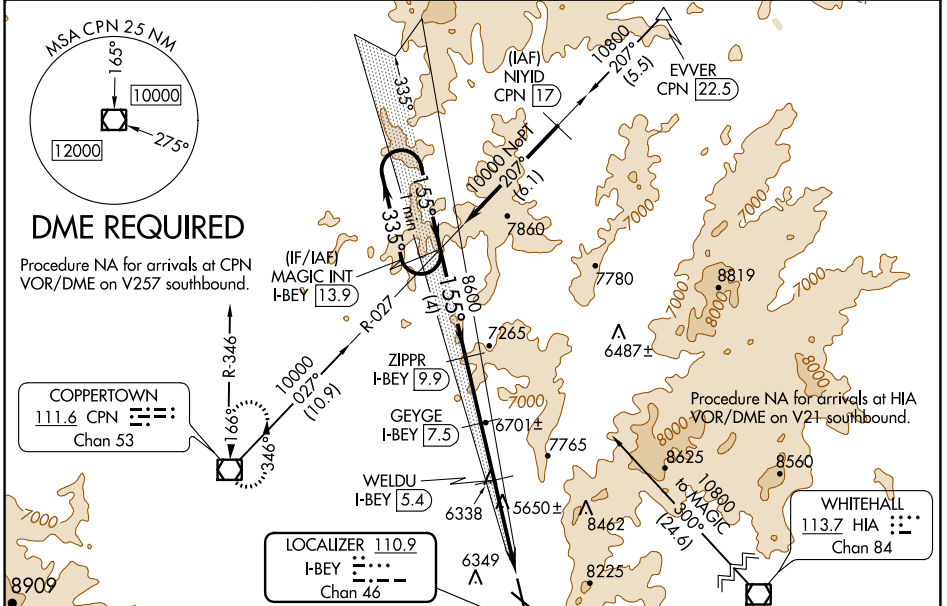 MSA CPN 25 NM
165°
10000
12000
275°
DME REQUIRED
Procedure NA for arrivals at CPN
VOR/DME on V257 southbound.
335°
10800
207°
(5.5)
EVVER
CPN 22.5
(IAF)
NIYID
CPN 17
10000 NoPT
207°
(6.1)
155°
1 min
335°
(IF/IAF)
MAGIC INT
I-BEY 13.9
8600
155°
(4)
R-027
R-346
10000
027°
(10.9)
166°
346°
COPPERTOWN
111.6 CPN
Chan 53
ZIPPR
I-BEY 9.9
GEYGE
I-BEY 7.5
WELDU
I-BEY 5.4
7860
7780
7000
7000
7000
8819
8000
7265
6487±
7000
8000
6701±
7765
Procedure NA for arrivals at HIA
VOR/DME on V21 southbound.
8000
8625
8560
10800
to MAGIC
300°
(24.6)
6338
5650±
8462
WHITEHALL
113.7 HIA
Chan 84
LOCALIZER 110.9
I-BEY
Chan 46
6349
8225
7000
8909